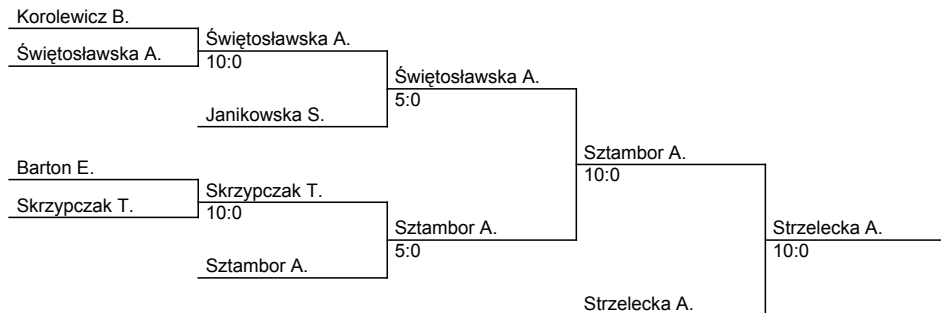 Korolewicz B.
Świętosławska A.
Świętosławska A.
10:0
Janikowska S.
Świętosławska A.
5:0
Barton E.
Skrzypczak T.
Skrzypczak T.
10:0
Sztambor A.
Sztambor A.
5:0
Sztambor A.
10:0
Strzelecka A.
Strzelecka A.
10:0